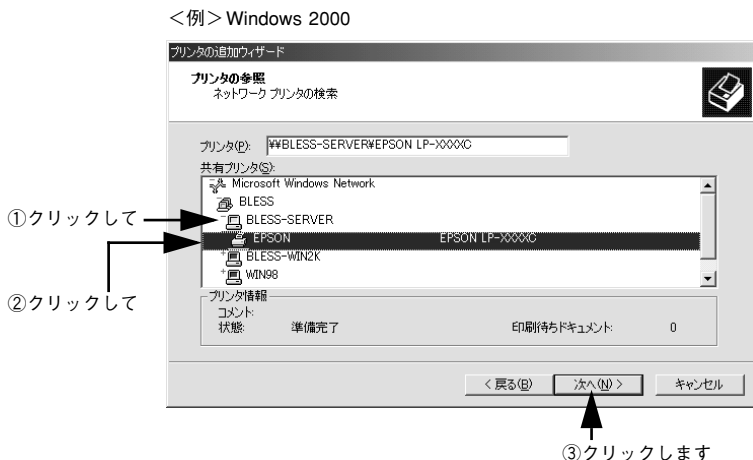 ＜例＞Windows 2000
プリンタの追加ウィザード
プリンタの参照
ネットワーク プリンタの検索
プリンタ(P): ¥¥BLESS-SERVER¥EPSON LP-XXXXC
共有プリンタ(S):
Microsoft Windows Network
BLESS
①クリックして
BLESS-SERVER
EPSON EPSON LP-XXXXC
BLESS-WIN2K
WIN98
②クリックして
プリンタ情報
コメント:
状態: 準備完了 印刷待ちドキュメント: 0
< 戻る(B) 次へ(N) > キャンセル
③クリックします